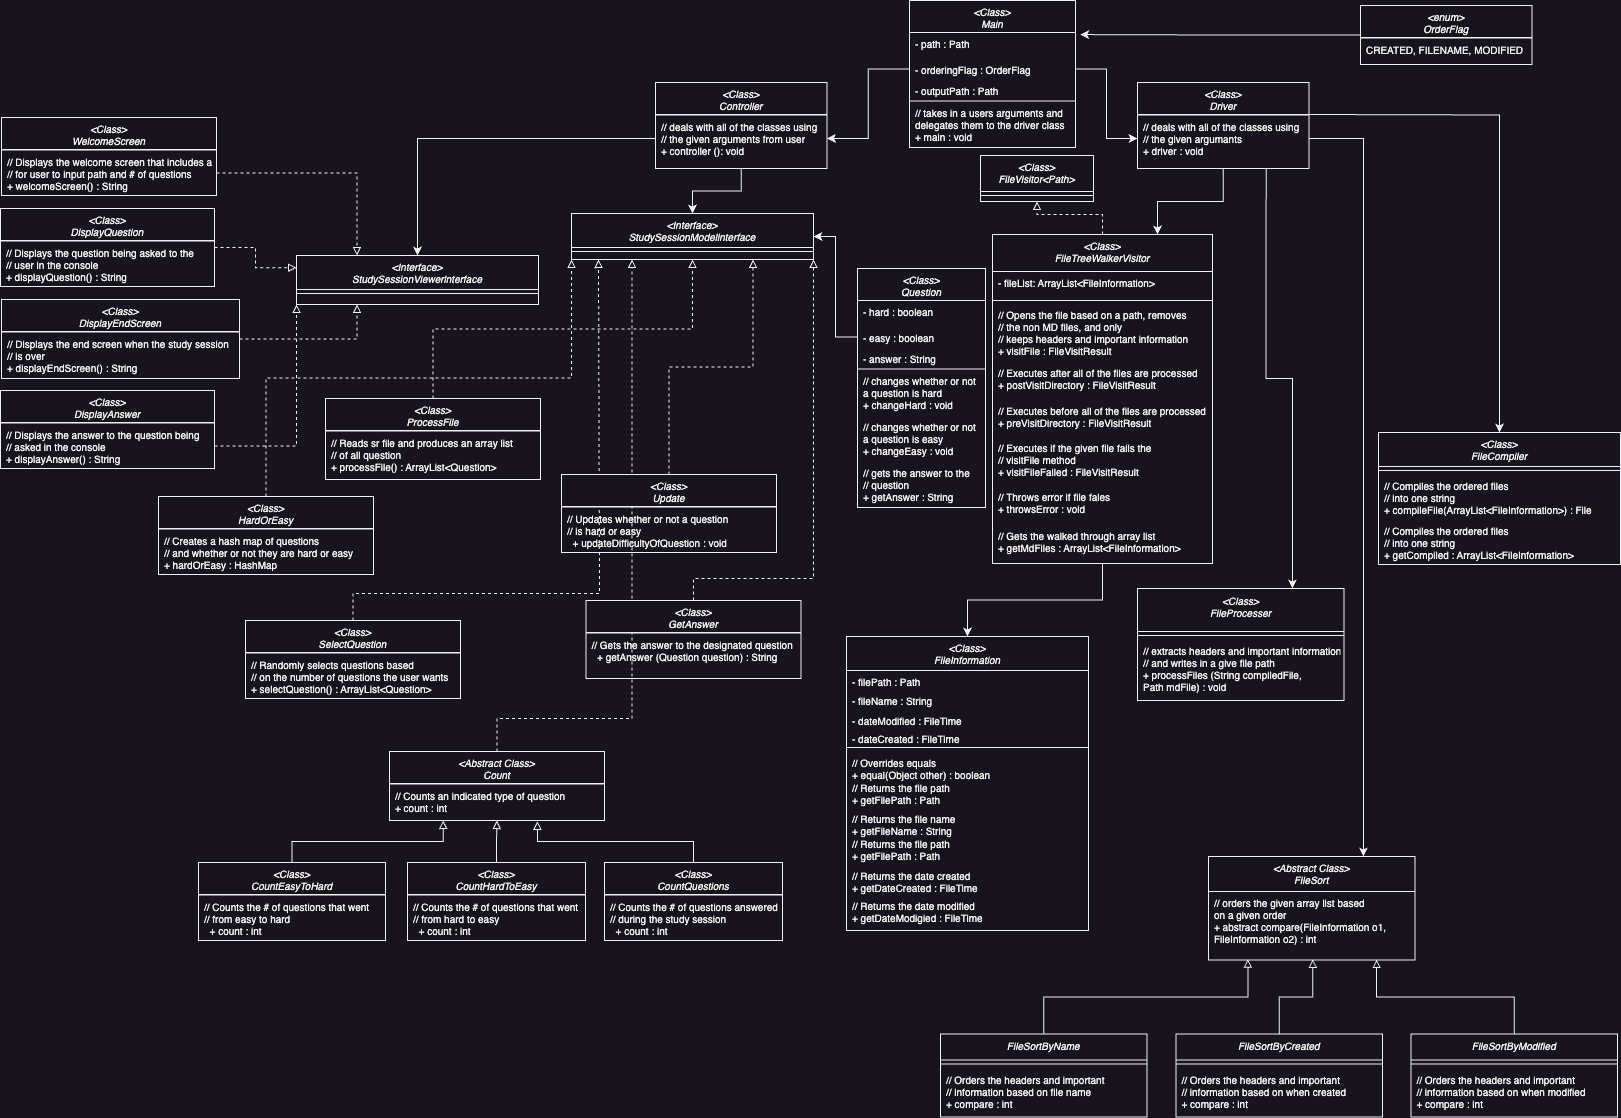 <Class>
Main
- path : Path
- orderingFlag : OrderFlag
- outputPath : Path
// takes in a users arguments and
delegates them to the driver class
+ main : void
<enum>
OrderFlag
CREATED, FILENAME, MODIFIED
<Class>
Controller
// deals with all of the classes using
// the given arguments from user
+ controller (): void
<Class>
Driver
// deals with all of the classes using
// the given argumants
+ driver : void
<Class>
WelcomeScreen
// Displays the welcome screen that includes a
// for user to input path and # of questions
+ welcomeScreen() : String
<Class>
FileVisitor<Path>
<Class>
DisplayQuestion
// Displays the question being asked to the
// user in the console
+ displayQuestion() : String
<Interface>
StudySessionModelInterface
<Interface>
StudySessionViewerInterface
<Class>
FileTreeWalkerVisitor
- fileList: ArrayList<FileInformation>
// Opens the file based on a path, removes
// the non MD files, and only
// keeps headers and important information
+ visitFile : FileVisitResult
// Executes after all of the files are processed
+ postVisitDirectory : FileVisitResult
// Executes before all of the files are processed
+ preVisitDirectory : FileVisitResult
// Executes if the given file fails the
// visitFile method
+ visitFileFailed : FileVisitResult
// Throws error if file fales
+ throwsError : void
// Gets the walked through array list
+ getMdFiles : ArrayList<FileInformation>
<Class>
Question
- hard : boolean
- easy : boolean
- answer : String
// changes whether or not
a question is hard
+ changeHard : void
// changes whether or not
a question is easy
+ changeEasy : void
// gets the answer to the
// question
+ getAnswer : String
<Class>
DisplayEndScreen
// Displays the end screen when the study session
// is over
+ displayEndScreen() : String
<Class>
DisplayAnswer
// Displays the answer to the question being
// asked in the console
+ displayAnswer() : String
<Class>
ProcessFile
// Reads sr file and produces an array list
// of all question
+ processFile() : ArrayList<Question>
<Class>
FileCompiler
// Compiles the ordered files
// into one string
+ compileFile(ArrayList<FileInformation>) : File
// Compiles the ordered files
// into one string
+ getCompiled : ArrayList<FileInformation>
<Class>
Update
// Updates whether or not a question
// is hard or easy
+ updateDifficultyOfQuestion : void
<Class>
HardOrEasy
// Creates a hash map of questions
// and whether or not they are hard or easy
+ hardOrEasy : HashMap
<Class>
GetAnswer
// Gets the answer to the designated question
+ getAnswer (Question question) : String
<Class>
FileProcesser
// extracts headers and important information
// and writes in a give file path
+ processFiles (String compiledFile,
Path mdFile) : void
<Class>
SelectQuestion
// Randomly selects questions based
// on the number of questions the user wants
+ selectQuestion() : ArrayList<Question>
<Class>
FileInformation
- filePath : Path
- fileName : String
- dateModified : FileTime
- dateCreated : FileTime
// Overrides equals
+ equal(Object other) : boolean
// Returns the file path
+ getFilePath : Path
// Returns the file name
+ getFileName : String
// Returns the file path
+ getFilePath : Path
// Returns the date created
+ getDateCreated : FileTime
// Returns the date modified
+ getDateModigied : FileTime
<Abstract Class>
Count
// Counts an indicated type of question
+ count : int
<Class>
CountEasyToHard
// Counts the # of questions that went
// from easy to hard
+ count : int
<Class>
CountHardToEasy
// Counts the # of questions that went
// from hard to easy
+ count : int
<Class>
CountQuestions
// Counts the # of questions answered
// during the study session
+ count : int
<Abstract Class>
FileSort
// orders the given array list based
on a given order
+ abstract compare(FileInformation o1,
FileInformation o2) : int
FileSortByName
// Orders the headers and important
// information based on file name
+ compare : int
FileSortByCreated
// Orders the headers and important
// information based on when created
+ compare : int
FileSortByModified
// Orders the headers and important
// information based on when modified
+ compare : int